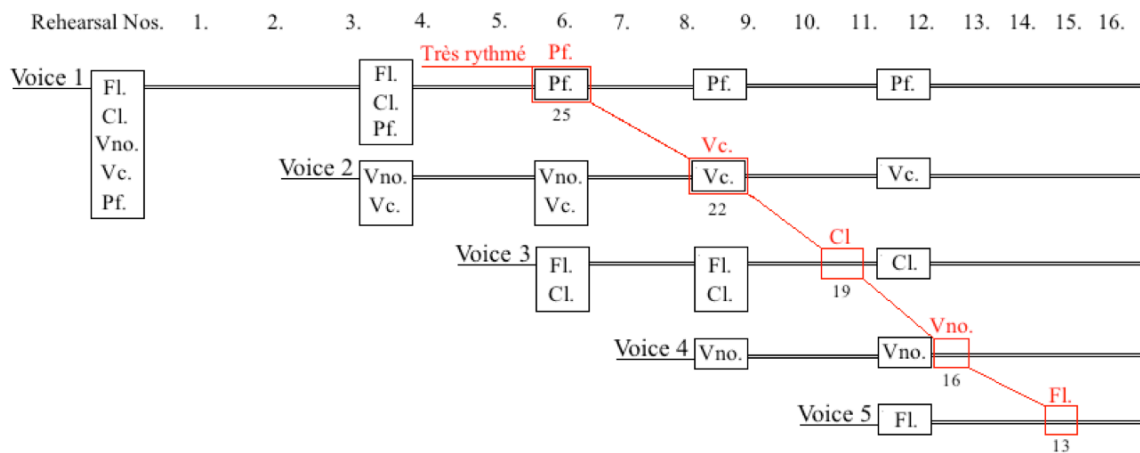 Rehearsal Nos. 1. 2. 3. 4. 5. 6. 7. 8. 9. 10. 11. 12. 13. 14. 15. 16.
Très rythmé Pf.
Voice 1 Fl. Fl. Pf. Pf. Pf.
Cl. Cl. 25
Vno. Pf.
Vc.
Pf.
Vc.
Voice 2 Vno. Vno. Vc. Vc.
Vc. Vc. 22
Cl
Voice 3 Fl. Fl. Cl.
Cl. Cl. 19
Vno.
Voice 4 Vno. Vno.
16
Fl.
Voice 5 Fl.
13